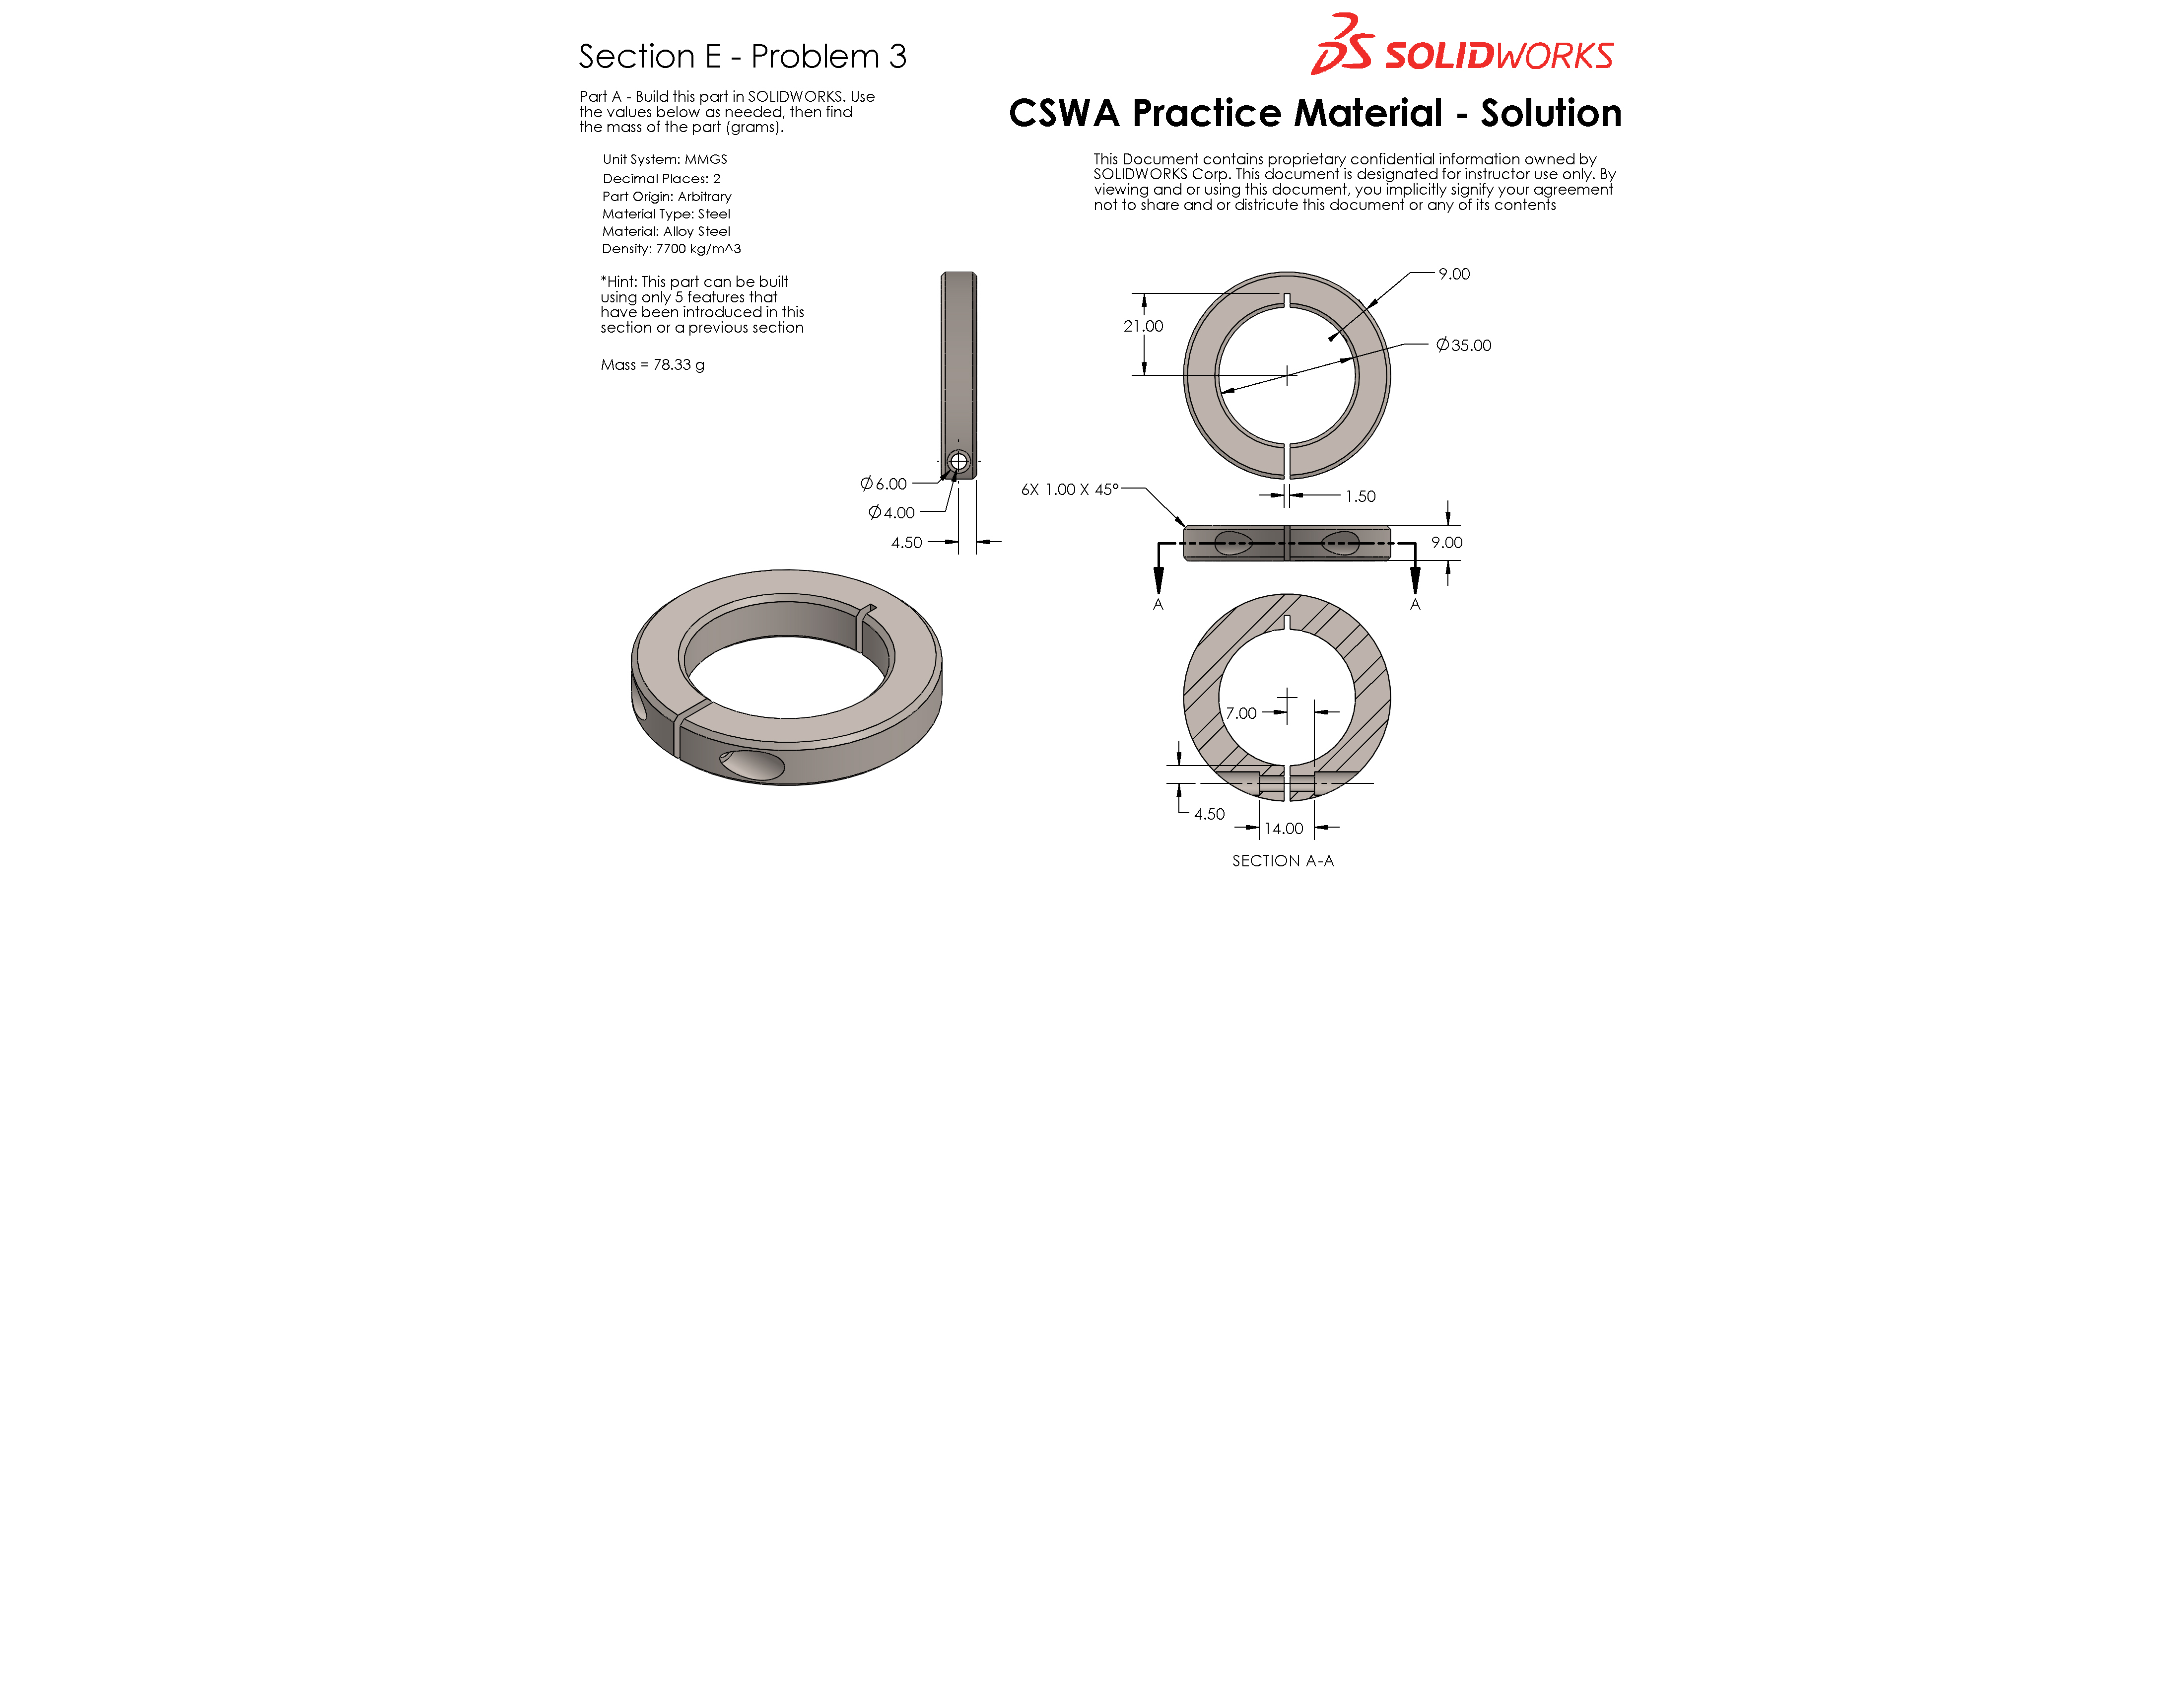 Section E - Problem 3
Part A - Build this part in SOLIDWORKS. Use
the values below as needed, then find
the mass of the part (grams).
Unit System: MMGS
Decimal Places: 2
Part Origin: Arbitrary
Material Type: Steel
Material: Alloy Steel
Density: 7700 kg/m^3
*Hint: This part can be built
using only 5 features that
have been introduced in this
section or a previous section
Mass = 78.33 g
SOLIDWORKS
CSWA Practice Material - Solution
This Document contains proprietary confidential information owned by
SOLIDWORKS Corp. This document is designated for instructor use only. By
viewing and or using this document, you implicitly signify your agreement
not to share and or districute this document or any of its contents
9.00
21.00
Ø35.00
Ø6.00
Ø4.00
4.50
6X 1.00 X 45°
1.50
9.00
A
A
7.00
4.50
14.00
SECTION A-A